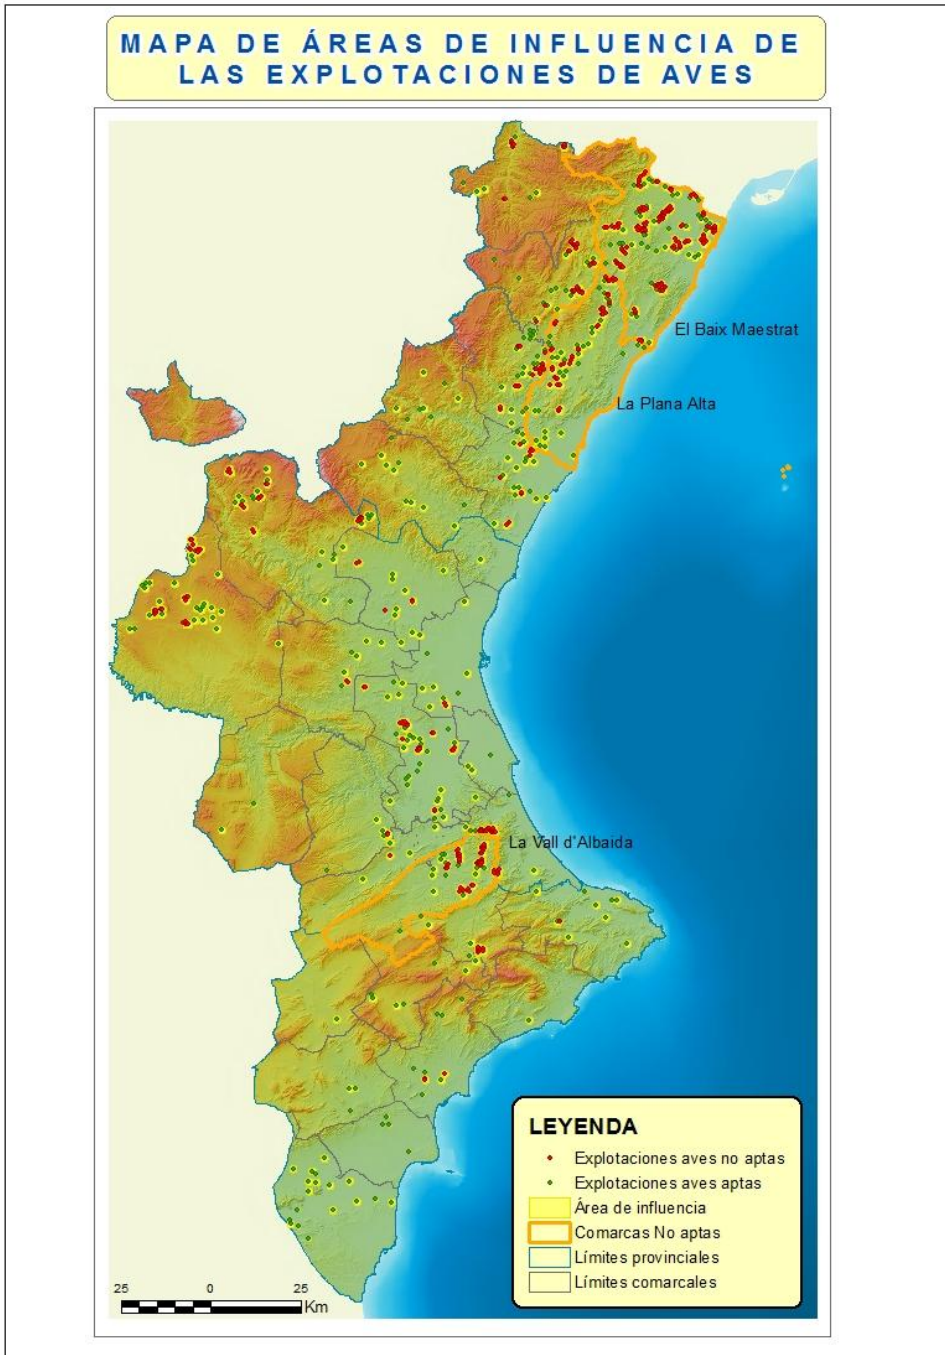 MAPA DE ÁREAS DE INFLUENCIA DE
LAS EXPLOTACIONES DE AVES
El Baix Maestrat
La Plana Alta
La Vall d'Albaida
LEYENDA
Explotaciones aves no aptas
Explotaciones aves aptas
Área de influencia
Comarcas No aptas
Límites provinciales
Límites comarcales
25 0 25
Km